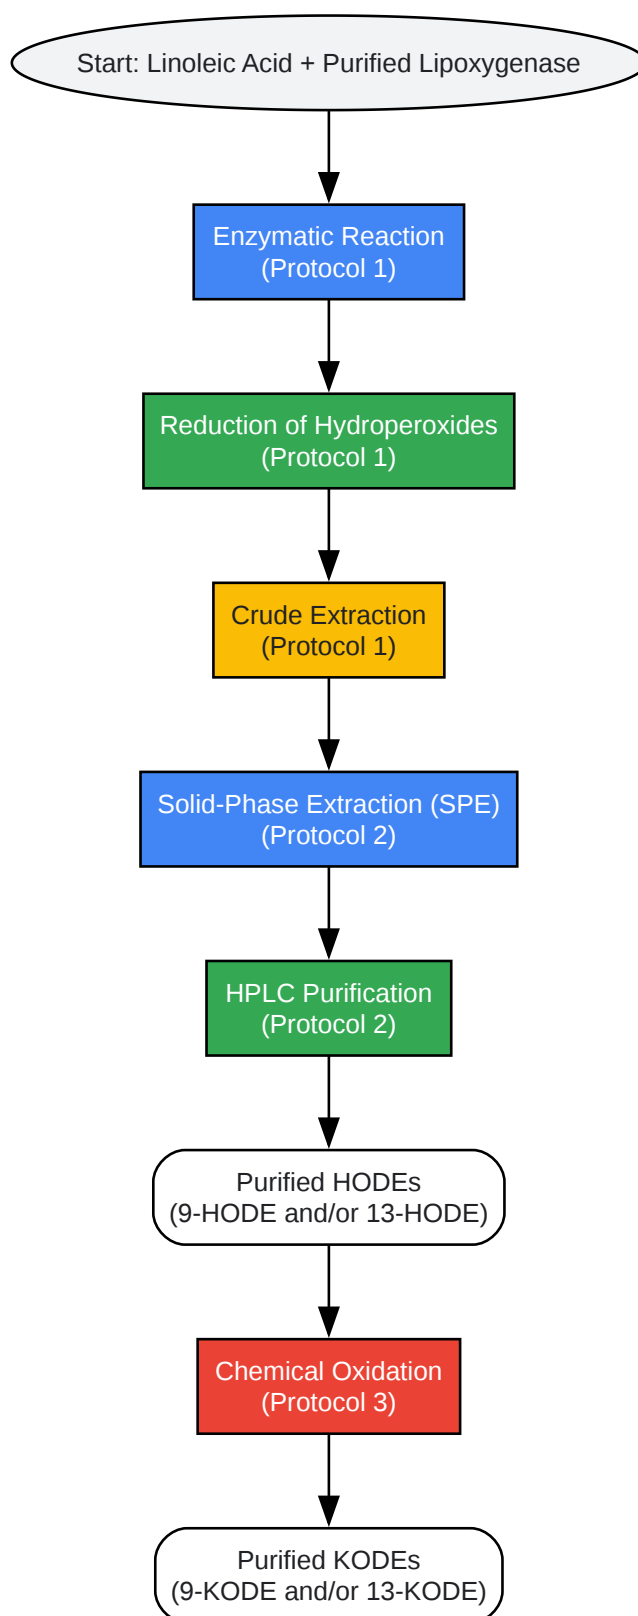 Start: Linoleic Acid + Purified Lipoxygenase
Enzymatic Reaction
(Protocol 1)
Reduction of Hydroperoxides
(Protocol 1)
Crude Extraction
(Protocol 1)
Solid-Phase Extraction (SPE)
(Protocol 2)
HPLC Purification
(Protocol 2)
Purified HODEs
(9-HODE and/or 13-HODE)
Chemical Oxidation
(Protocol 3)
Purified KODEs
(9-KODE and/or 13-KODE)